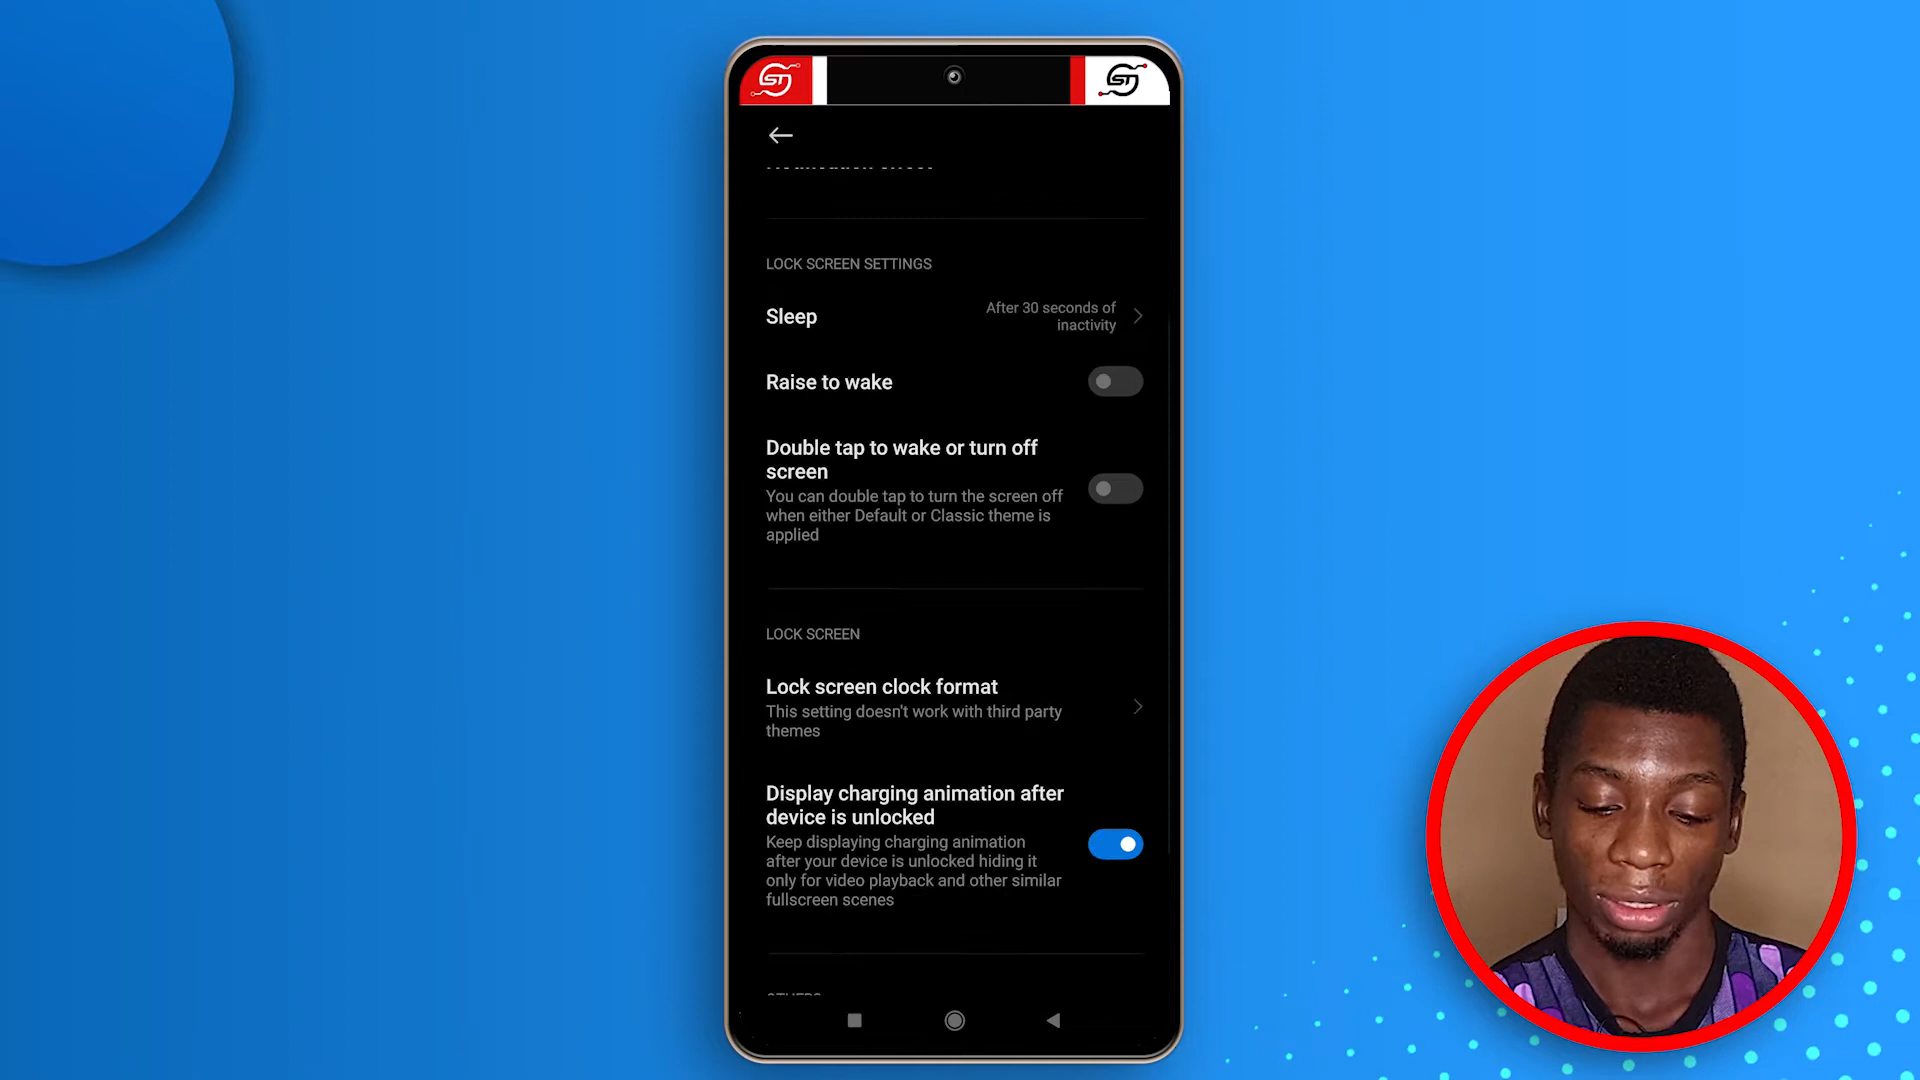 ST
ST
LOCK SCREEN SETTINGS
Sleep
After 30 seconds of
inactivity
Raise to wake
Double tap to wake or turn off
screen
You can double tap to turn the screen off
when either Default or Classic theme is
applied
LOCK SCREEN
Lock screen clock format
This setting doesn't work with third party
themes
Display charging animation after
device is unlocked
Keep displaying charging animation
after your device is unlocked hiding it
only for video playback and other similar
fullscreen scenes